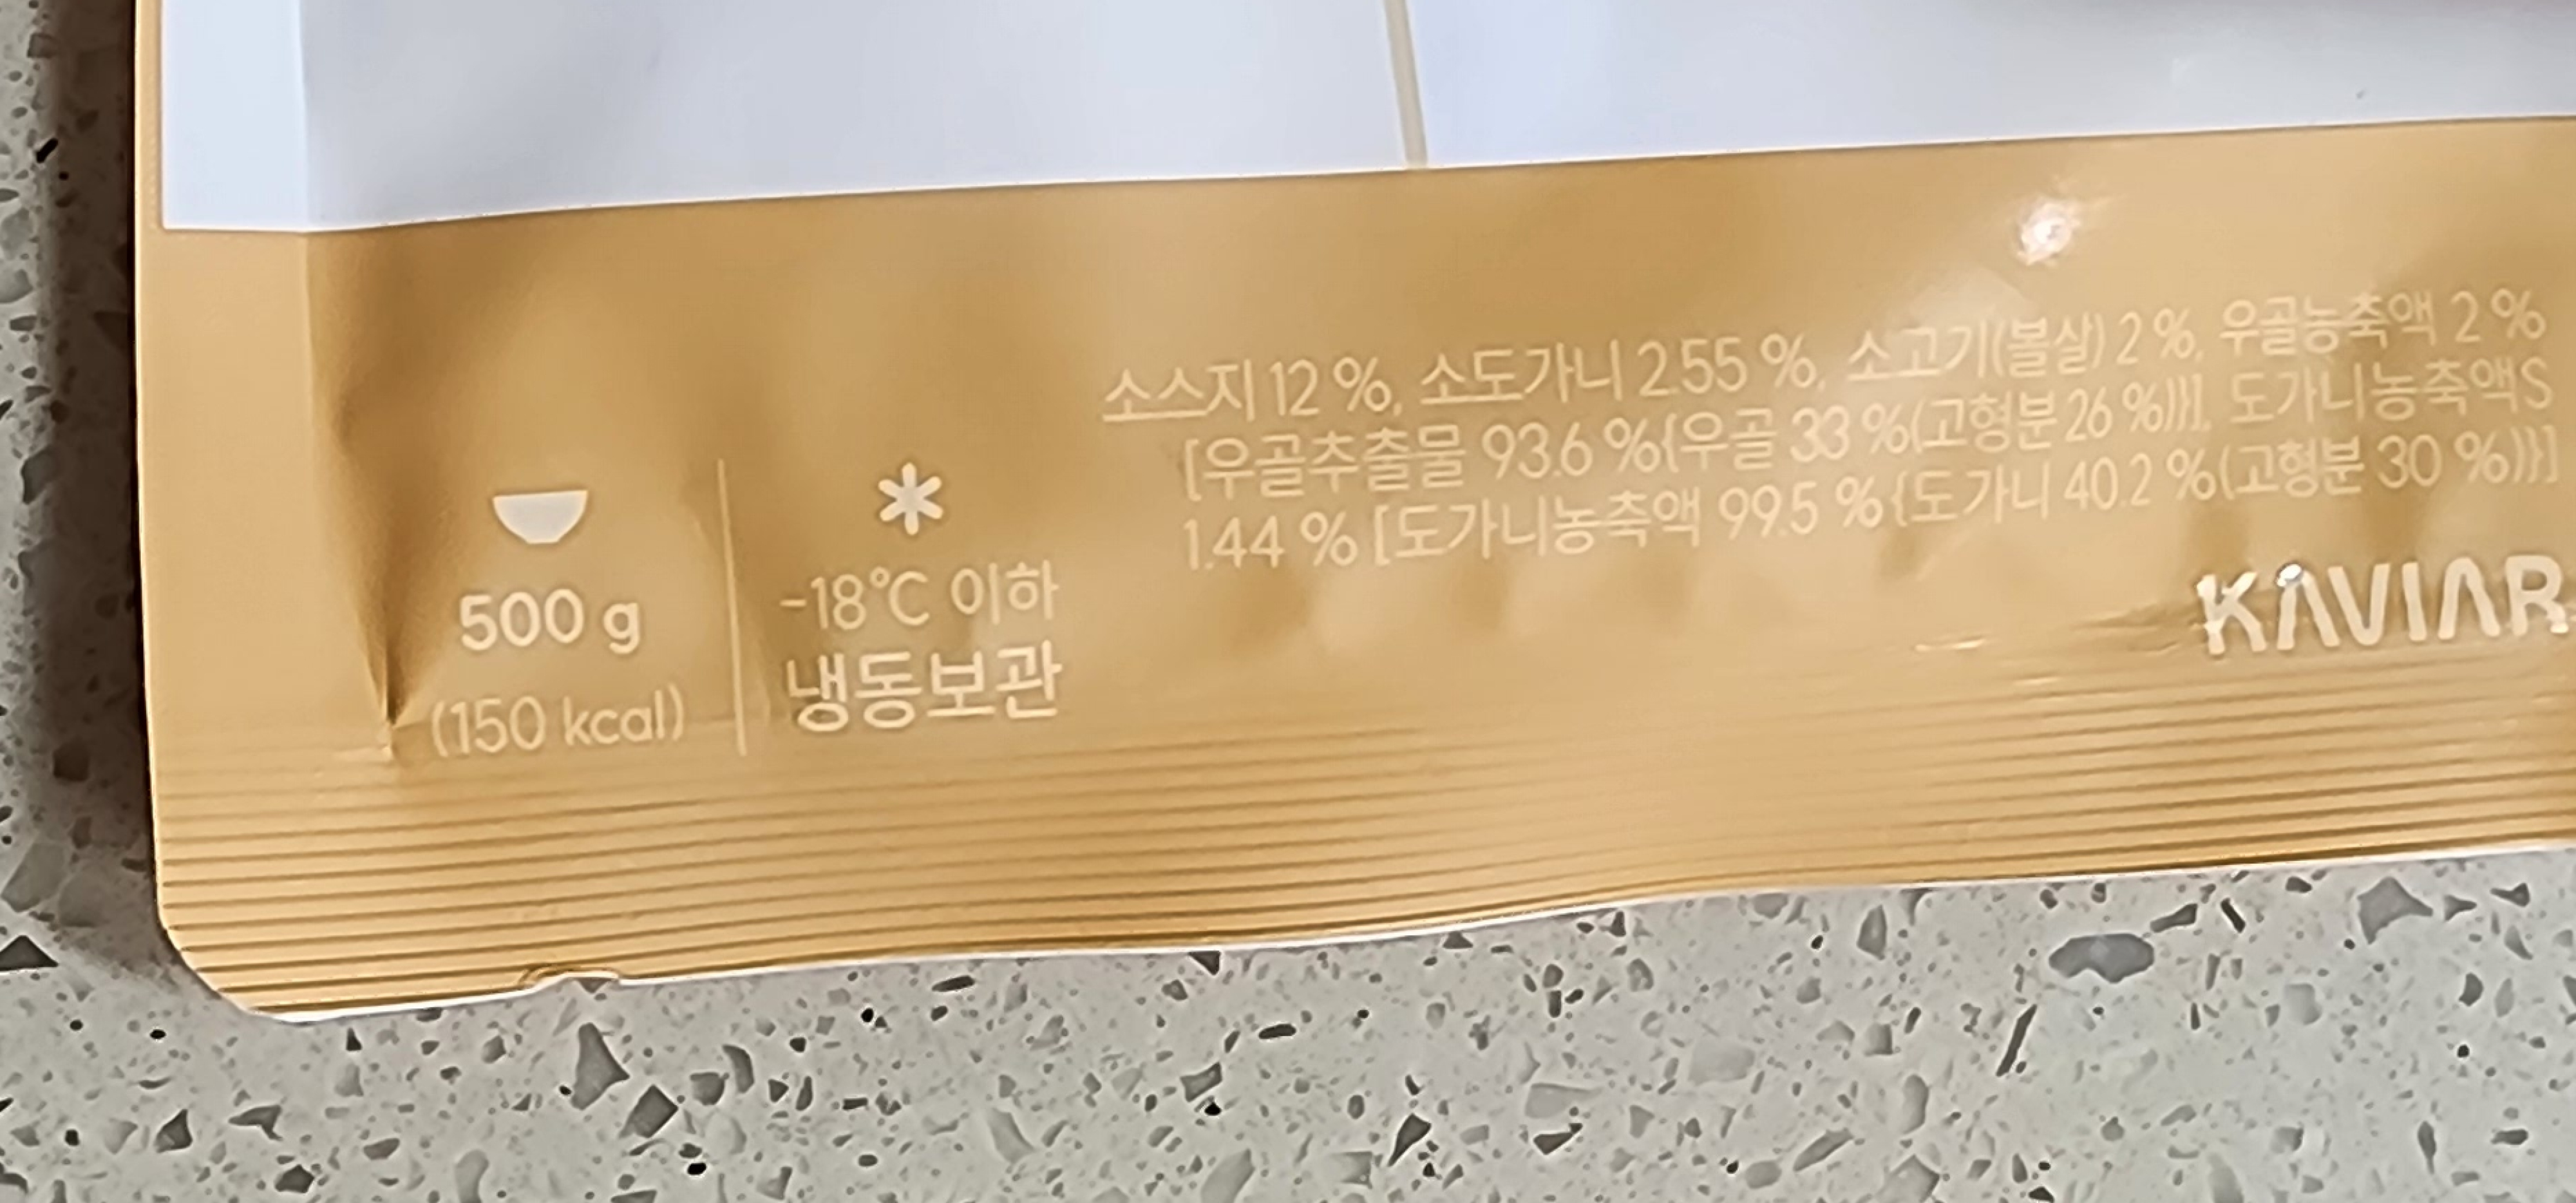 소스지 12 %, 소도가니 2.55 %, 소고기(볼살) 2 %, 우골농축액 2 %
[우골추출물 93.6 %{우골 33 %(고형분 26 %)}], 도가니농축액S
1.44 % [도가니농축액 99.5 %{도가니 40.2 %(고형분 30 %)}]
500 g
(150 kcal)
-18℃ 이하
냉동보관
KAVIAR